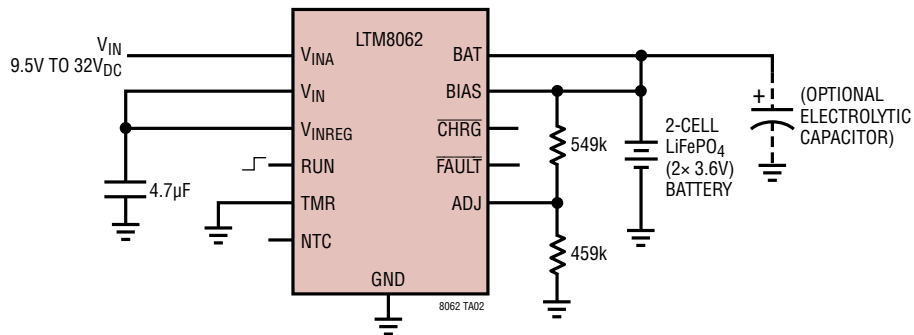 LTM8062
V_IN
9.5V TO 32V_DC
V_INA
V_IN
V_INREG
RUN
TMR
NTC
GND
BAT
BIAS
CHRG
FAULT
ADJ
4.7µF
549k
459k
2-CELL
LiFePO₄
(2× 3.6V)
BATTERY
+
(OPTIONAL
ELECTROLYTIC
CAPACITOR)
8062 TA02